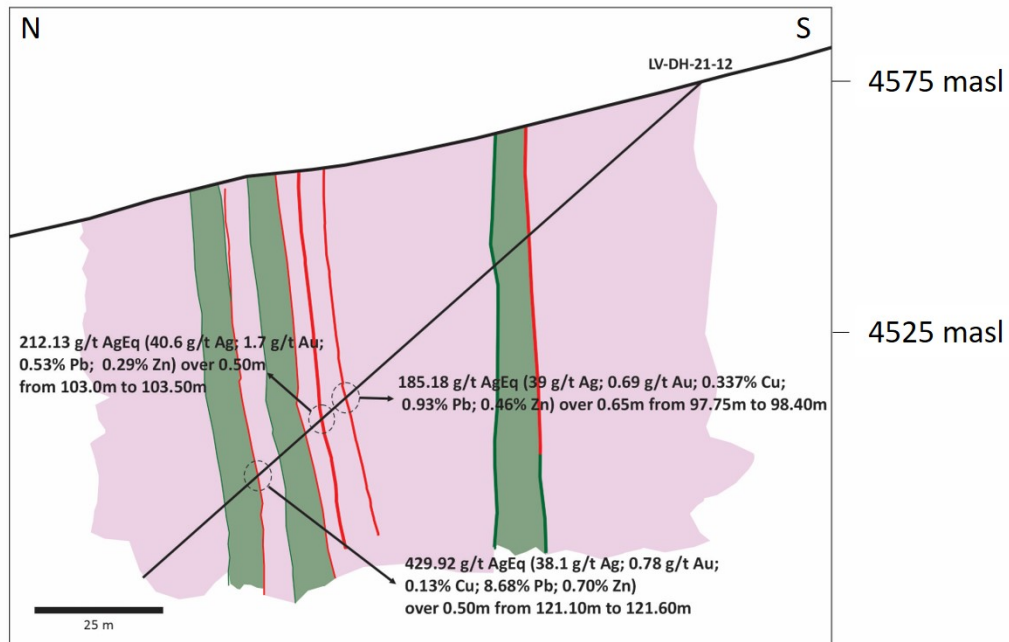 N
S
LV-DH-21-12
4575 masl
4525 masl
212.13 g/t AgEq (40.6 g/t Ag; 1.7 g/t Au;
0.53% Pb; 0.29% Zn) over 0.50m
from 103.0m to 103.50m
185.18 g/t AgEq (39 g/t Ag; 0.69 g/t Au; 0.337% Cu;
0.93% Pb; 0.46% Zn) over 0.65m from 97.75m to 98.40m
429.92 g/t AgEq (38.1 g/t Ag; 0.78 g/t Au;
0.13% Cu; 8.68% Pb; 0.70% Zn)
over 0.50m from 121.10m to 121.60m
25 m